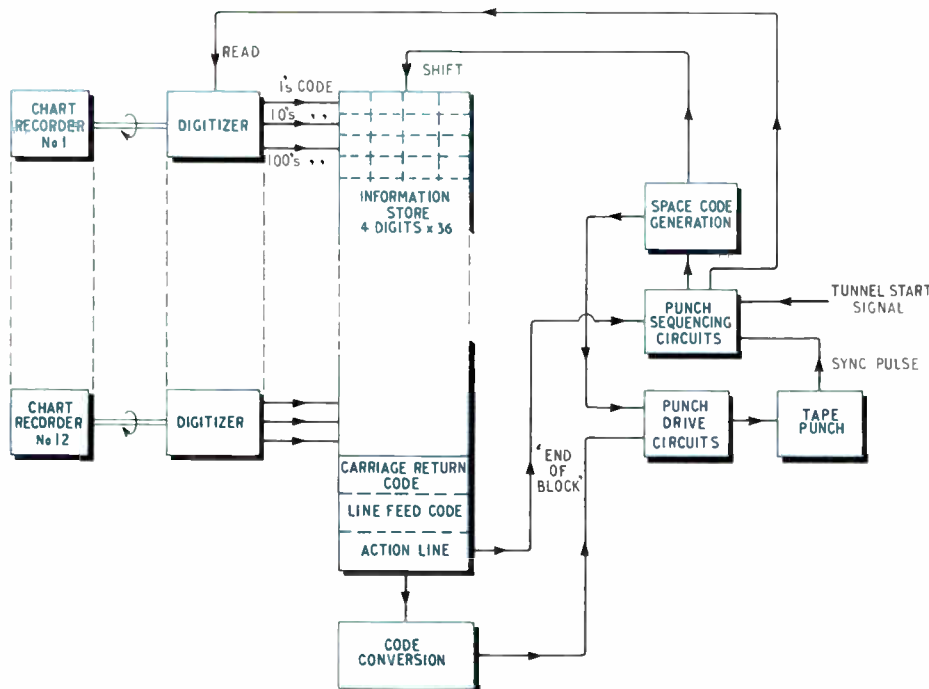 READ
SHIFT
1's CODE
10's ,,
100's ,,
CHART
RECORDER
No 1
DIGITIZER
INFORMATION
STORE
4 DIGITS x 36
SPACE CODE
GENERATION
TUNNEL START
SIGNAL
PUNCH
SEQUENCING
CIRCUITS
SYNC PULSE
CHART
RECORDER
No 12
DIGITIZER
PUNCH
DRIVE
CIRCUITS
TAPE
PUNCH
'END
OF
BLOCK'
CARRIAGE RETURN
CODE
LINE FEED CODE
ACTION LINE
CODE
CONVERSION